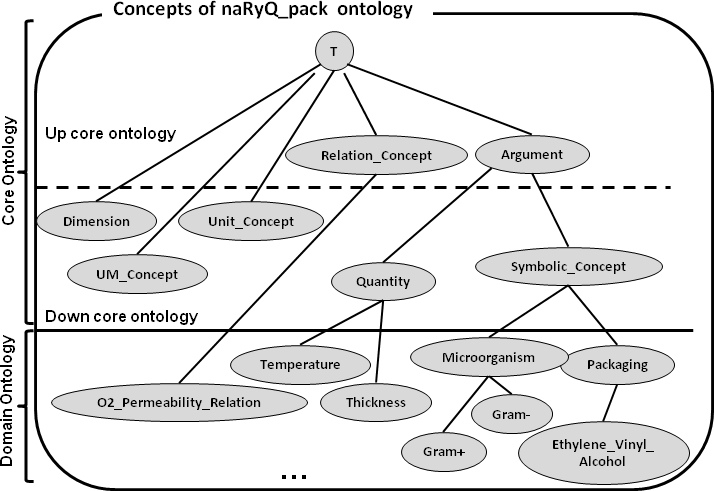 Concepts of naRyQ_pack ontology
T
Core Ontology
Up core ontology
Relation_Concept
Argument
Dimension
Unit_Concept
UM_Concept
Symbolic_Concept
Quantity
Down core ontology
Domain Ontology
Temperature
Microorganism
Packaging
O2_Permeability_Relation
Thickness
Gram-
Gram+
Ethylene_Vinyl_
Alcohol
...